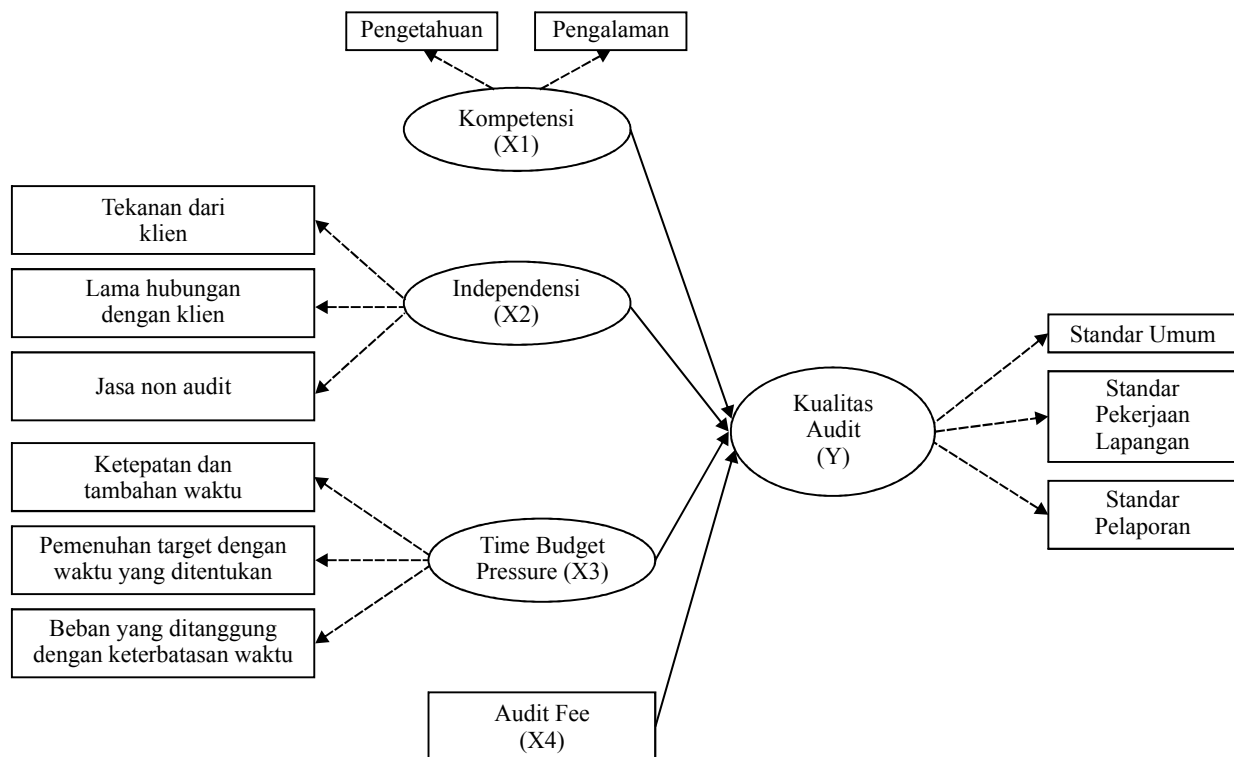 Pengetahuan
Pengalaman
Kompetensi
(X1)
Tekanan dari
klien
Lama hubungan
dengan klien
Jasa non audit
Independensi
(X2)
Ketepatan dan
tambahan waktu
Pemenuhan target dengan
waktu yang ditentukan
Beban yang ditanggung
dengan keterbatasan waktu
Time Budget
Pressure (X3)
Audit Fee
(X4)
Kualitas
Audit
(Y)
Standar Umum
Standar
Pekerjaan
Lapangan
Standar
Pelaporan